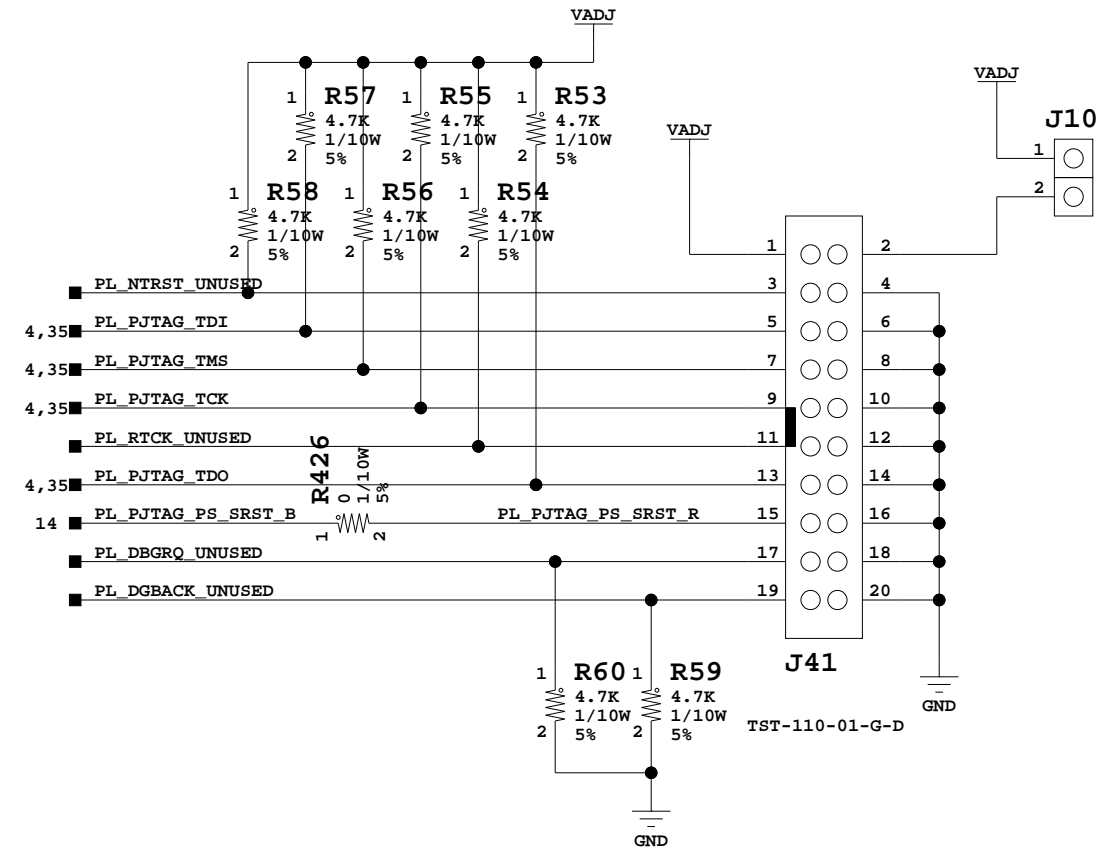 VADJ
VADJ
J10
1
2
VADJ
1 R57
4.7K
1/10W
2 5%
1 R55
4.7K
1/10W
2 5%
1 R53
4.7K
1/10W
2 5%
1 R58
4.7K
1/10W
2 5%
1 R56
4.7K
1/10W
2 5%
1 R54
4.7K
1/10W
2 5%
1 2
PL_NTRST_UNUSED 3 4
4,35 PL_PJTAG_TDI 5 6
4,35 PL_PJTAG_TMS 7 8
4,35 PL_PJTAG_TCK 9 10
PL_RTCK_UNUSED 11 12
4,35 PL_PJTAG_TDO 13 14
R426
0
1/10W
5%
14 PL_PJTAG_PS_SRST_B PL_PJTAG_PS_SRST_R 15 16
1 2
PL_DBGRQ_UNUSED 17 18
PL_DGBACK_UNUSED 19 20
J41
TST-110-01-G-D
1 R60
4.7K
1/10W
2 5%
1 R59
4.7K
1/10W
2 5%
GND
GND